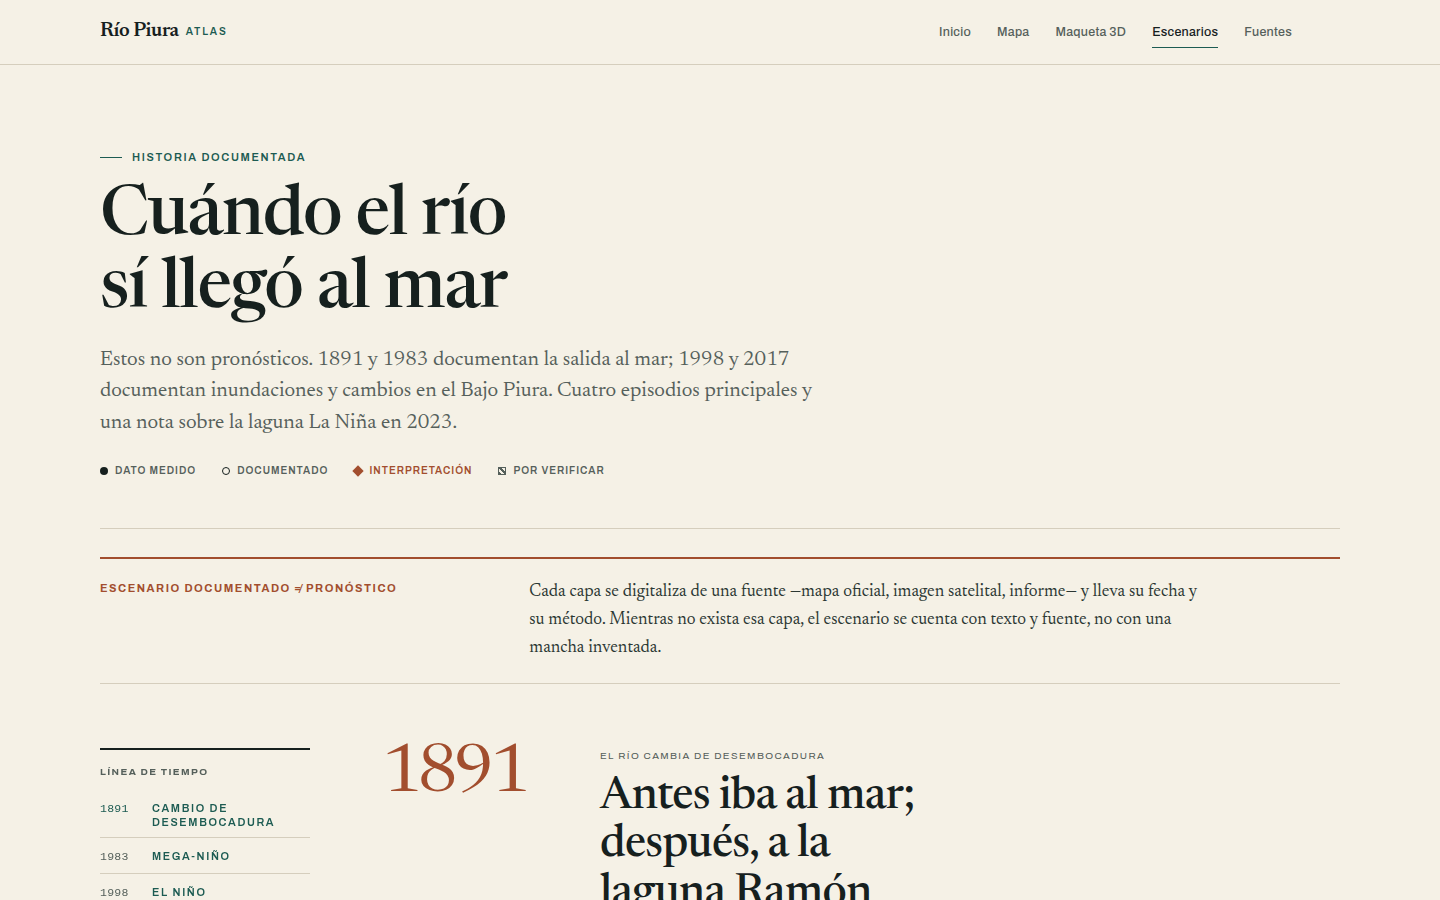 Río Piura ATLAS
Inicio Mapa Maqueta 3D Escenarios Fuentes
HISTORIA DOCUMENTADA
Cuándo el río
sí llegó al mar
Estos no son pronósticos. 1891 y 1983 documentan la salida al mar; 1998 y 2017
documentan inundaciones y cambios en el Bajo Piura. Cuatro episodios principales y
una nota sobre la laguna La Niña en 2023.
DATO MEDIDO DOCUMENTADO INTERPRETACIÓN POR VERIFICAR
ESCENARIO DOCUMENTADO ≠ PRONÓSTICO
Cada capa se digitaliza de una fuente —mapa oficial, imagen satelital, informe— y lleva su fecha y
su método. Mientras no exista esa capa, el escenario se cuenta con texto y fuente, no con una
mancha inventada.
LÍNEA DE TIEMPO
1891 CAMBIO DE
DESEMBOCADURA
1983 MEGA-NIÑO
1998 EL NIÑO
1891
EL RÍO CAMBIA DE DESEMBOCADURA
Antes iba al mar;
después, a la
laguna Ramón